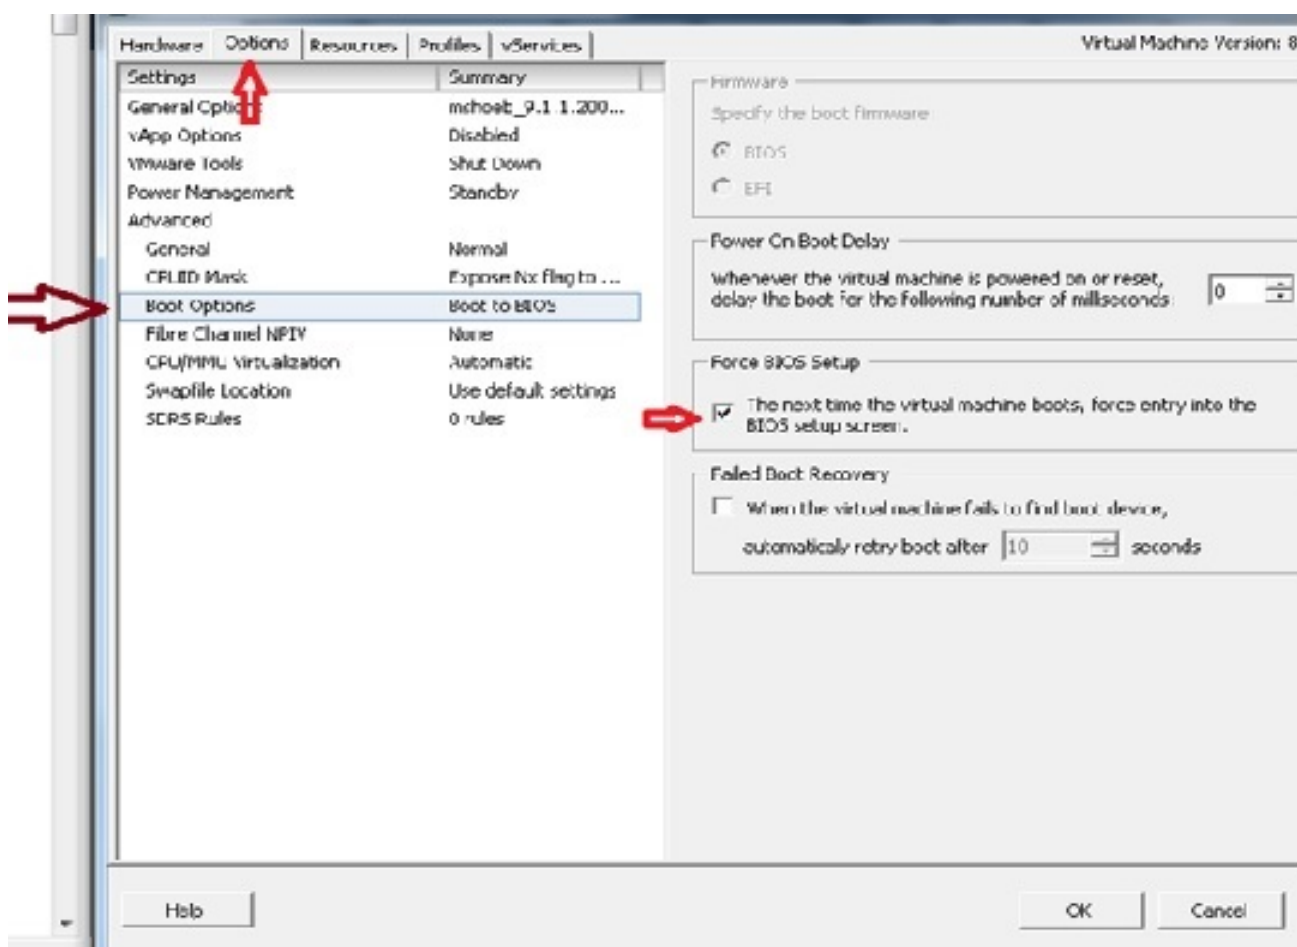 Hardware Options Resources Profiles vServices Virtual Machine Version: 8
Settings Summary
General Options mshoeb_9.1.1.200...
vApp Options Disabled
VMware Tools Shut Down
Power Management Standby
Advanced
General Normal
CPUID Mask Expose Nx flag to ...
Boot Options Boot to BIOS
Fibre Channel NPIV None
CPU/MMU Virtualization Automatic
Swapfile Location Use default settings
SDRS Rules 0 rules
Firmware
Specify the boot firmware
BIOS
EFI
Power On Boot Delay
Whenever the virtual machine is powered on or reset,
delay the boot for the following number of milliseconds
0
Force BIOS Setup
The next time the virtual machine boots, force entry into the
BIOS setup screen.
Failed Boot Recovery
When the virtual machine fails to find boot device,
automaticaly retry boot after 10 seconds
Help OK Cancel